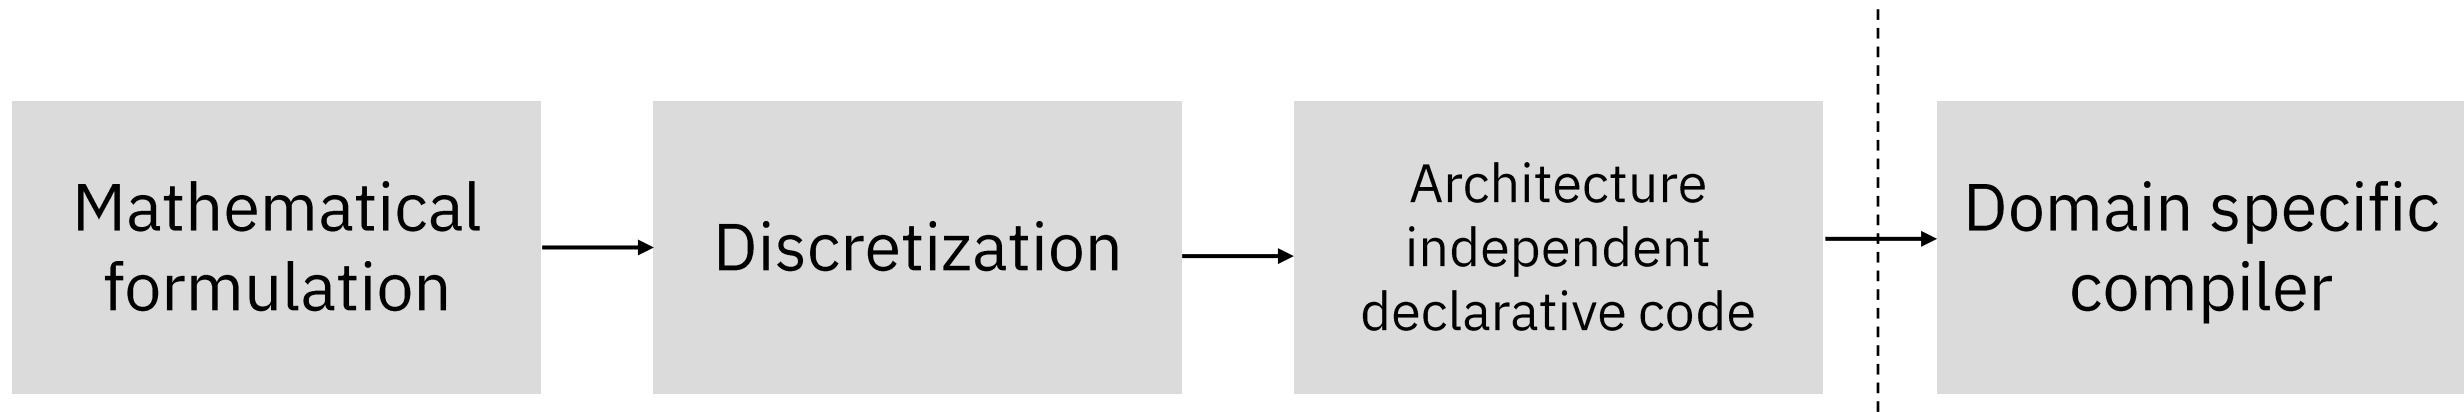 Mathematical
formulation
Discretization
Architecture
independent
declarative code
Domain specific
compiler